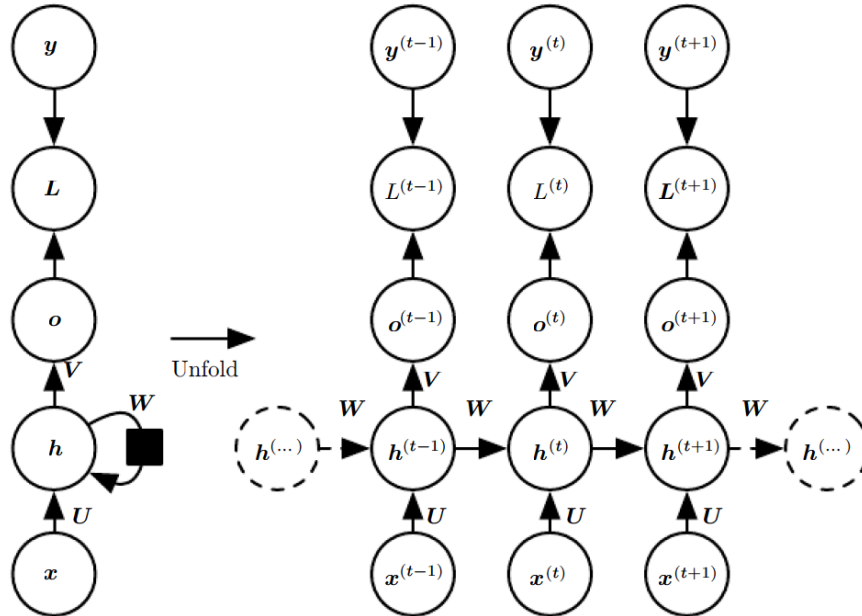 y y^(t−1) y^(t) y^(t+1)
L L^(t−1) L^(t) L^(t+1)
o o^(t−1) o^(t) o^(t+1)
Unfold
V V V V
W W W W W
h h^(...) h^(t−1) h^(t) h^(t+1) h^(...)
U U U U
x x^(t−1) x^(t) x^(t+1)